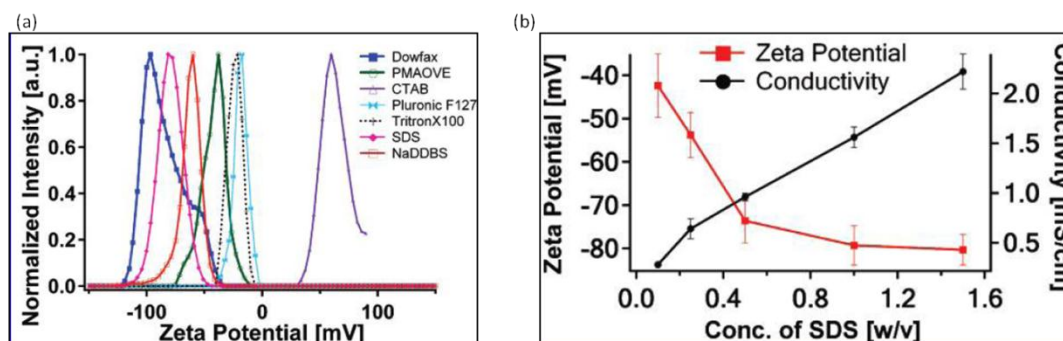 (a)
Normalized Intensity [a.u.]
1.0
0.8
0.6
0.4
0.2
0.0
-100
0
100
Zeta Potential [mV]
Dowfax
PMAOVE
CTAB
Pluronic F127
TritronX100
SDS
NaDDBS
(b)
Zeta Potential [mV]
-40
-50
-60
-70
-80
Zeta Potential
Conductivity
2.0
1.5
1.0
0.5
0.0
0.4
0.8
1.2
1.6
Conc. of SDS [w/v]